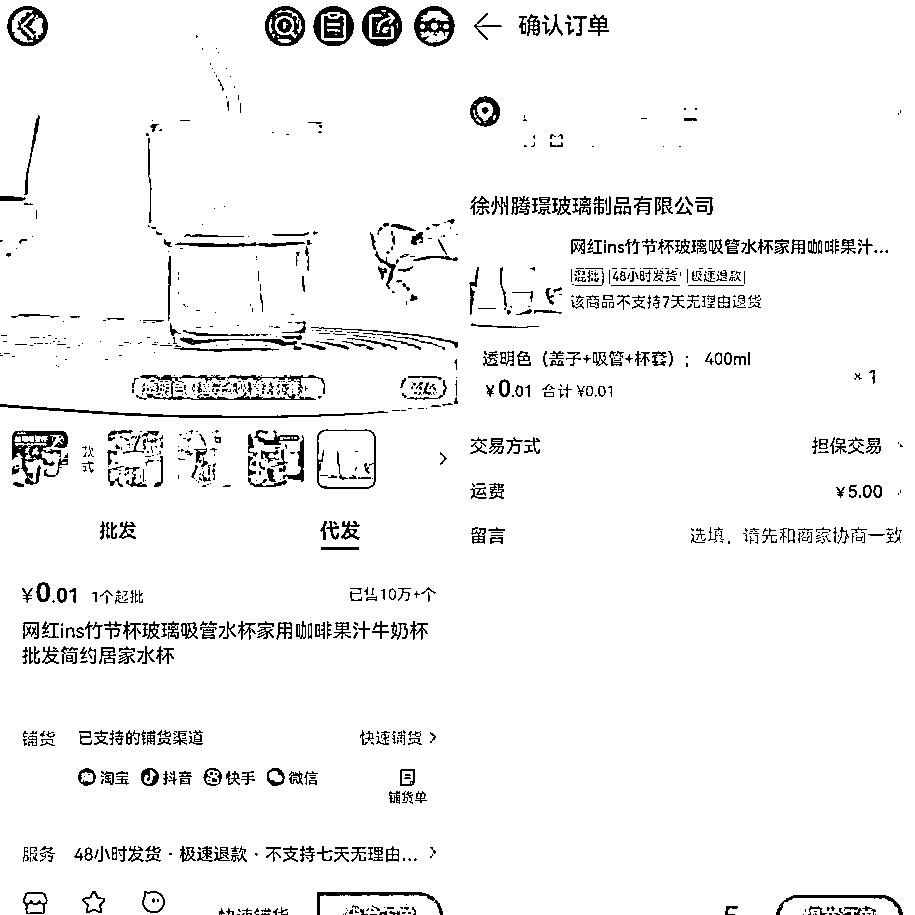 款式
批发
代发
¥0.01 1个起批
已售10万+个
网红ins竹节杯玻璃吸管水杯家用咖啡果汁牛奶杯
批发简约居家水杯
铺货 已支持的铺货渠道 快速铺货
淘宝 抖音 快手 微信
铺货单
服务 48小时发货 · 极速退款 · 不支持七天无理由...
快速铺货
确认订单
徐州腾璟玻璃制品有限公司
网红ins竹节杯玻璃吸管水杯家用咖啡果汁...
混批 48小时发货 极速退款
该商品不支持7天无理由退货
透明色（盖子+吸管+杯套）; 400ml
¥0.01 合计 ¥0.01
×1
交易方式 担保交易
运费 ¥5.00
留言 选填，请先和商家协商一致